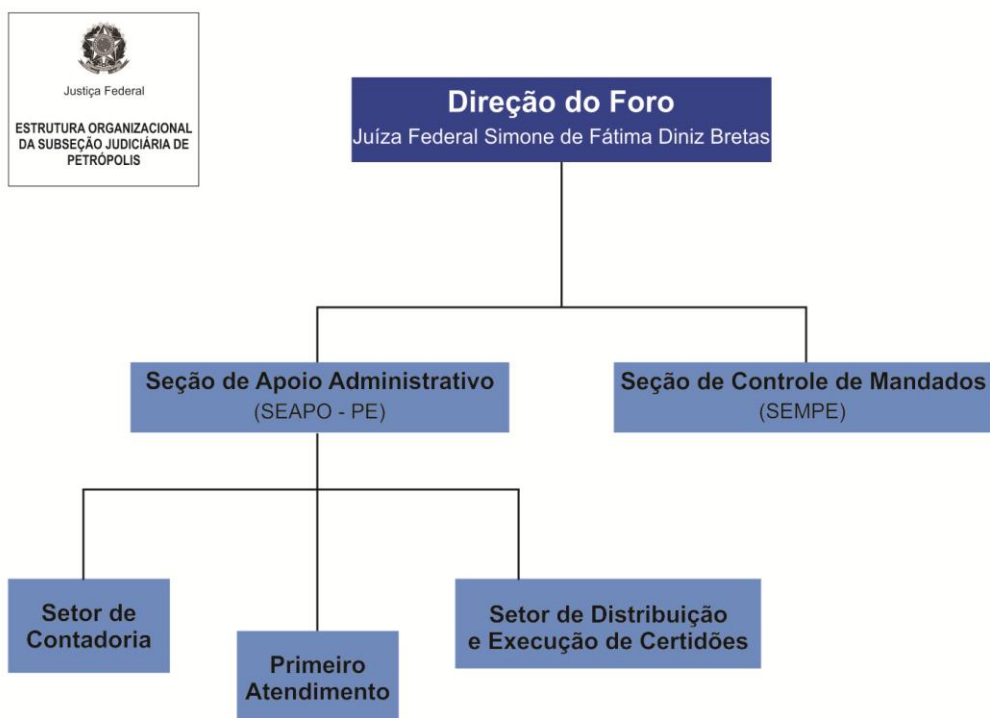 Justiça Federal
ESTRUTURA ORGANIZACIONAL
DA SUBSEÇÃO JUDICIÁRIA DE
PETRÓPOLIS
Direção do Foro
Juíza Federal Simone de Fátima Diniz Bretas
Seção de Apoio Administrativo
(SEAPO - PE)
Seção de Controle de Mandados
(SEMPE)
Setor de
Contadoria
Primeiro
Atendimento
Setor de Distribuição
e Execução de Certidões